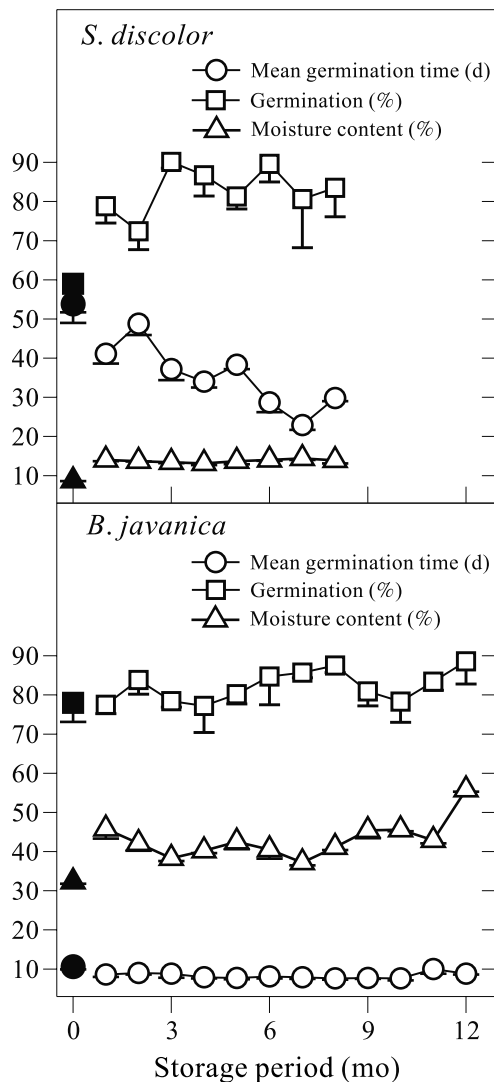 S. discolor
Mean germination time (d)
Germination (%)
Moisture content (%)
90
80
70
60
50
40
30
20
10
B. javanica
Mean germination time (d)
Germination (%)
Moisture content (%)
90
80
70
60
50
40
30
20
10
0 3 6 9 12
Storage period (mo)